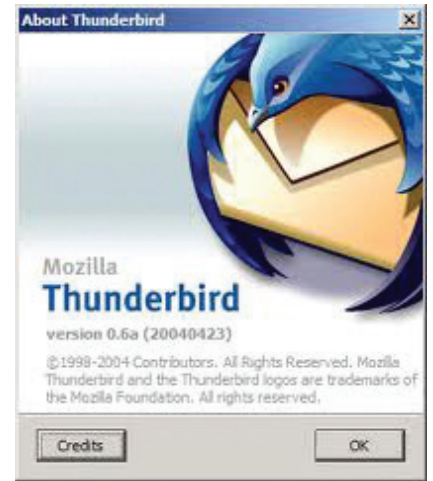 About Thunderbird
Mozilla
Thunderbird
version 0.6a (20040423)
©1998-2004 Contributors. All Rights Reserved. Mozilla
Thunderbird and the Thunderbird logos are trademarks of
the Mozilla Foundation. All rights reserved.
Credits OK